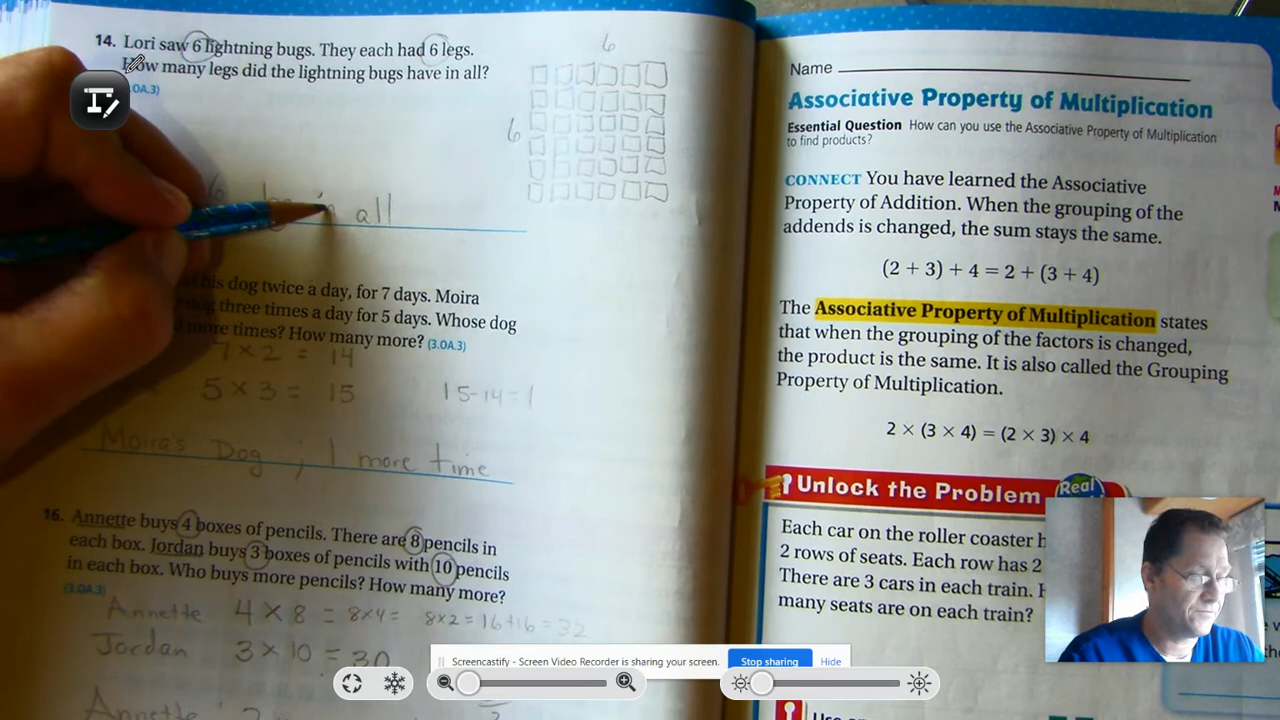 14. Lori saw 6 lightning bugs. They each had 6 legs.
How many legs did the lightning bugs have in all?
.OA.3)
6
6
all
his dog twice a day, for 7 days. Moira
dog three times a day for 5 days. Whose dog
more times? How many more? (3.OA.3)
7 × 2 = 14
5 × 3 = 15 15-14=1
Moira's Dog ; 1 more time
16. Annette buys 4 boxes of pencils. There are 8 pencils in
each box. Jordan buys 3 boxes of pencils with 10 pencils
in each box. Who buys more pencils? How many more?
(3.OA.3)
Annette 4 × 8 = 8×4= 8×2=16+16=32
Jordan 3 × 10 = 30
Annette
Name
Associative Property of Multiplication
Essential Question How can you use the Associative Property of Multiplication
to find products?
CONNECT You have learned the Associative
Property of Addition. When the grouping of the
addends is changed, the sum stays the same.
(2 + 3) + 4 = 2 + (3 + 4)
The Associative Property of Multiplication states
that when the grouping of the factors is changed,
the product is the same. It is also called the Grouping
Property of Multiplication.
2 × (3 × 4) = (2 × 3) × 4
Unlock the Problem Real
Each car on the roller coaster h
2 rows of seats. Each row has 2
There are 3 cars in each train. H
many seats are on each train?
Screencastify - Screen Video Recorder is sharing your screen. Stop sharing Hide